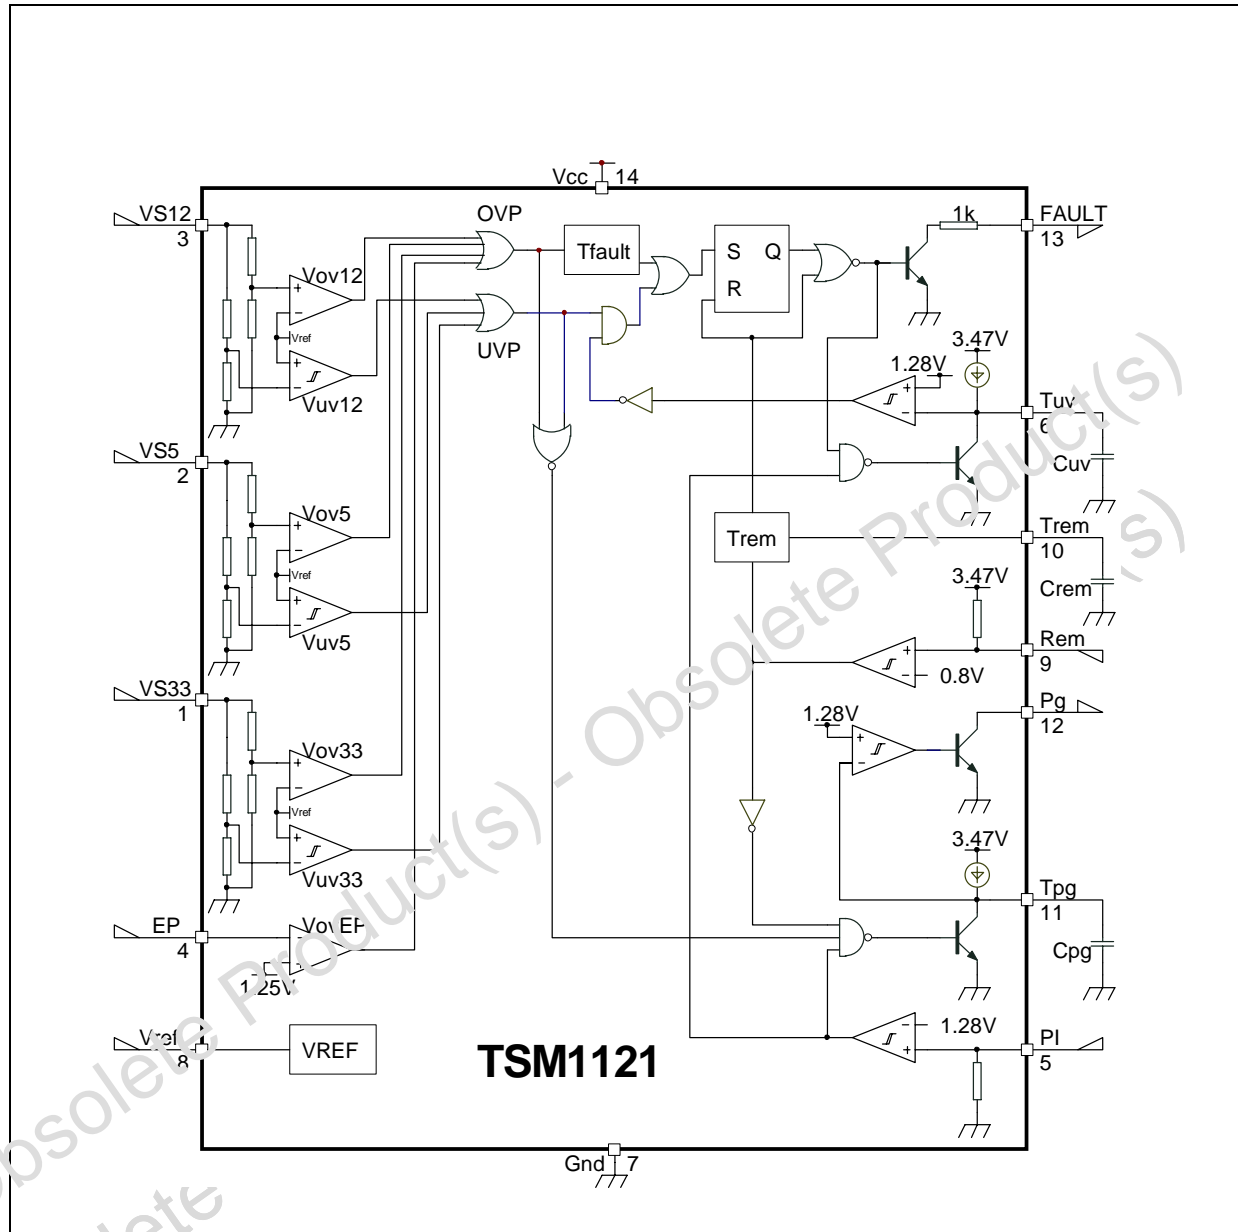 Vcc 14
VS12
3
OVP
1k
FAULT
13
Vov12
Tfault
S Q
R
Vref
UVP
3.47V
1.28V
Vuv12
Tuv
6
Cuv
VS5
2
Vov5
Vref
Vuv5
Trem
Trem
10
Crem
3.47V
Rem
9
0.8V
VS33
1
1.28V
Pg
12
Vov33
Vref
Vuv33
3.47V
Tpg
11
Cpg
EP
4
VovEP
1.25V
Vref
8
VREF
TSM1121
1.28V
PI
5
Gnd 7
Obsolete Product(s) - Obsolete Product(s)
Obsolete
(s)